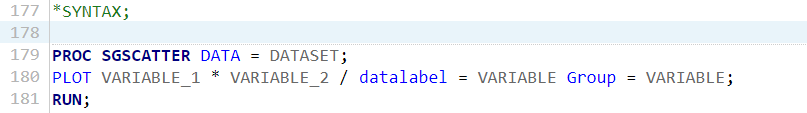 177 *SYNTAX;
178
179 PROC SGSCATTER DATA = DATASET;
180 PLOT VARIABLE_1 * VARIABLE_2 / datalabel = VARIABLE Group = VARIABLE;
181 RUN;